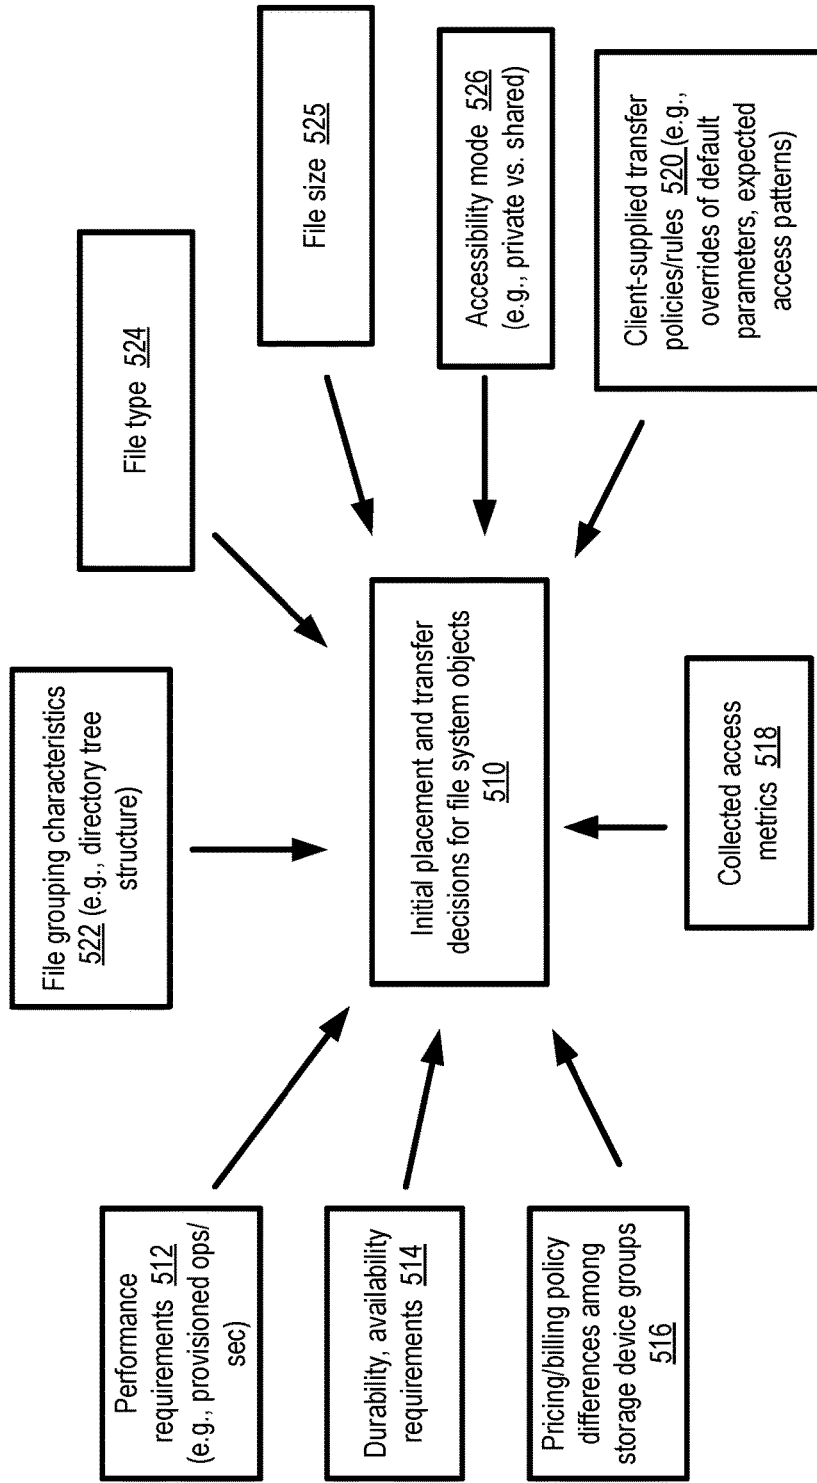 Performance
requirements 512
(e.g., provisioned ops/
sec)
Durability, availability
requirements 514
Pricing/billing policy
differences among
storage device groups
516
File grouping characteristics
522 (e.g., directory tree
structure)
Initial placement and transfer
decisions for file system objects
510
Collected access
metrics 518
File type 524
File size 525
Accessibility mode 526
(e.g., private vs. shared)
Client-supplied transfer
policies/rules 520 (e.g.,
overrides of default
parameters, expected
access patterns)